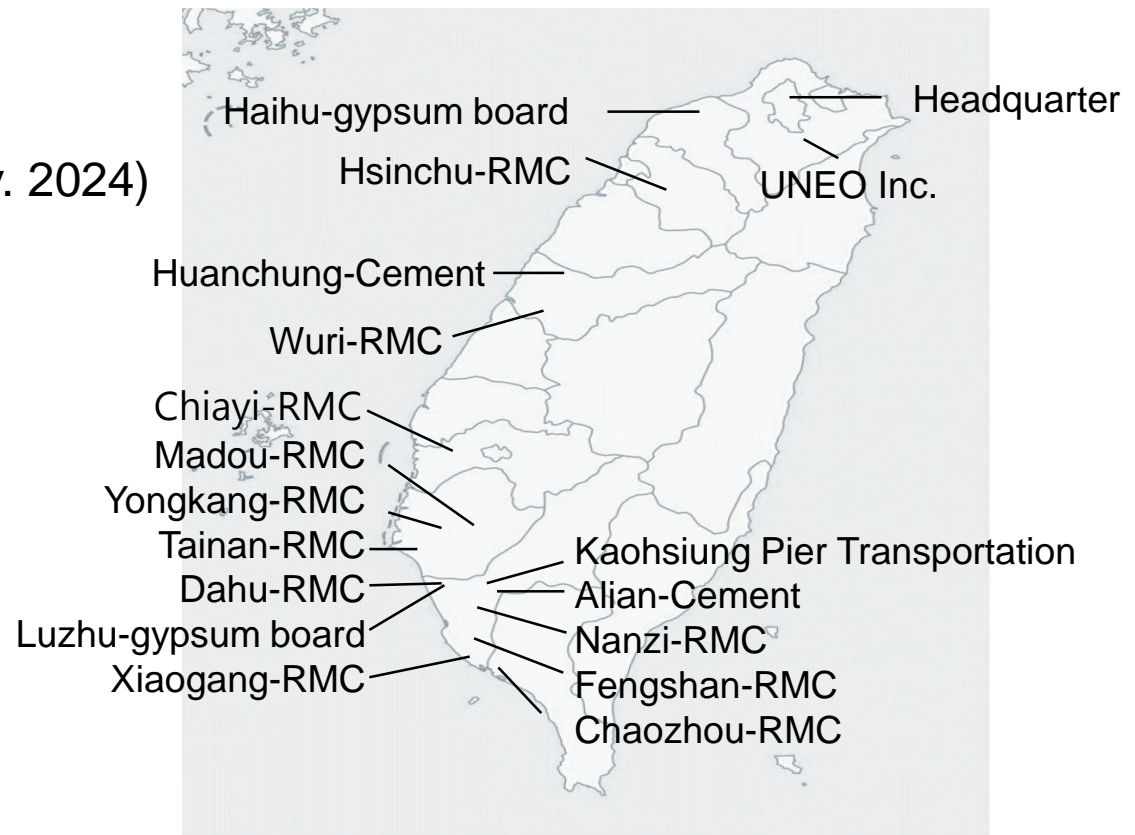 Headquarter
Haihu-gypsum board
. 2024)
Hsinchu-RMC
UNEO Inc.
Huanchung-Cement
Wuri-RMC
Chiayi-RMC
Madou-RMC
Yongkang-RMC
Tainan-RMC
Dahu-RMC
Luzhu-gypsum board
Xiaogang-RMC
Kaohsiung Pier Transportation
Alian-Cement
Nanzi-RMC
Fengshan-RMC
Chaozhou-RMC